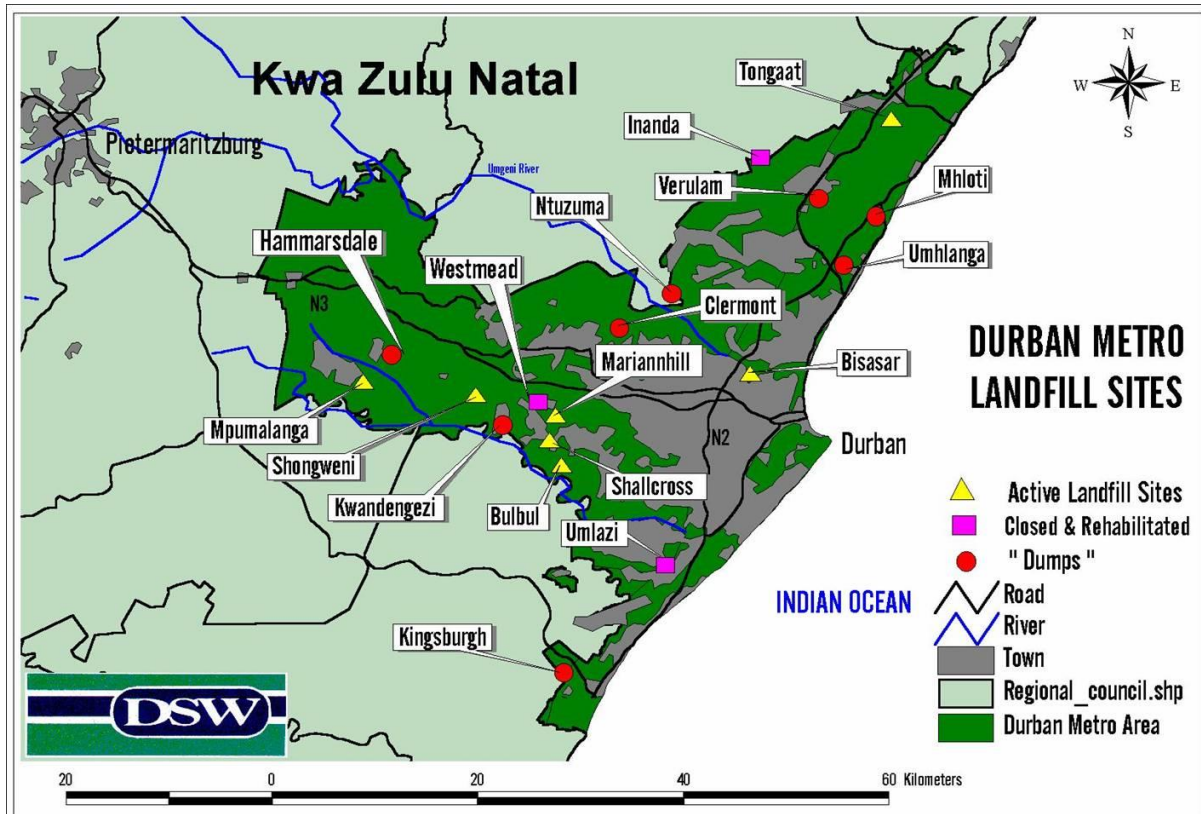 Kwa Zulu Natal
Pietermaritzburg
Tongaat
N
W E
S
Inanda
Umgeni River
Verulam
Mhloti
Ntuzuma
Hammarsdale
Westmead
Umhlanga
Clermont
N3
Mariannhill
Bisasar
DURBAN METRO
LANDFILL SITES
Mpumalanga
N2
Durban
Shongweni
Shallcross
Kwandengezi
Bulbul
Umlazi
Active Landfill Sites
Closed & Rehabilitated
" Dumps "
INDIAN OCEAN
Road
River
Kingsburgh
Town
Regional_council.shp
Durban Metro Area
DSW
20 0 20 40 60 Kilometers